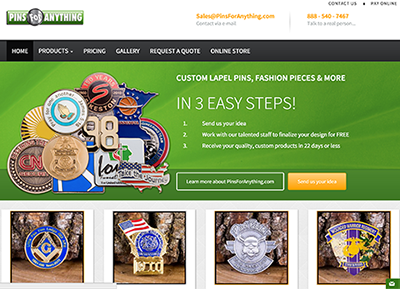 CONTACT US
PAY ONLINE
PINS FOR ANYTHING
Sales@PinsForAnything.com
Contact us via e-mail
888 - 540 - 7467
Talk to a real person...
HOME
PRODUCTS
PRICING
GALLERY
REQUEST A QUOTE
ONLINE STORE
CUSTOM LAPEL PINS, FASHION PIECES & MORE
IN 3 EASY STEPS!
1. Send us your idea
2. Work with our talented staff to finalize your design for FREE
3. Receive your quality, custom products in 22 days or less
Learn more about PinsForAnything.com
Send us your idea
98